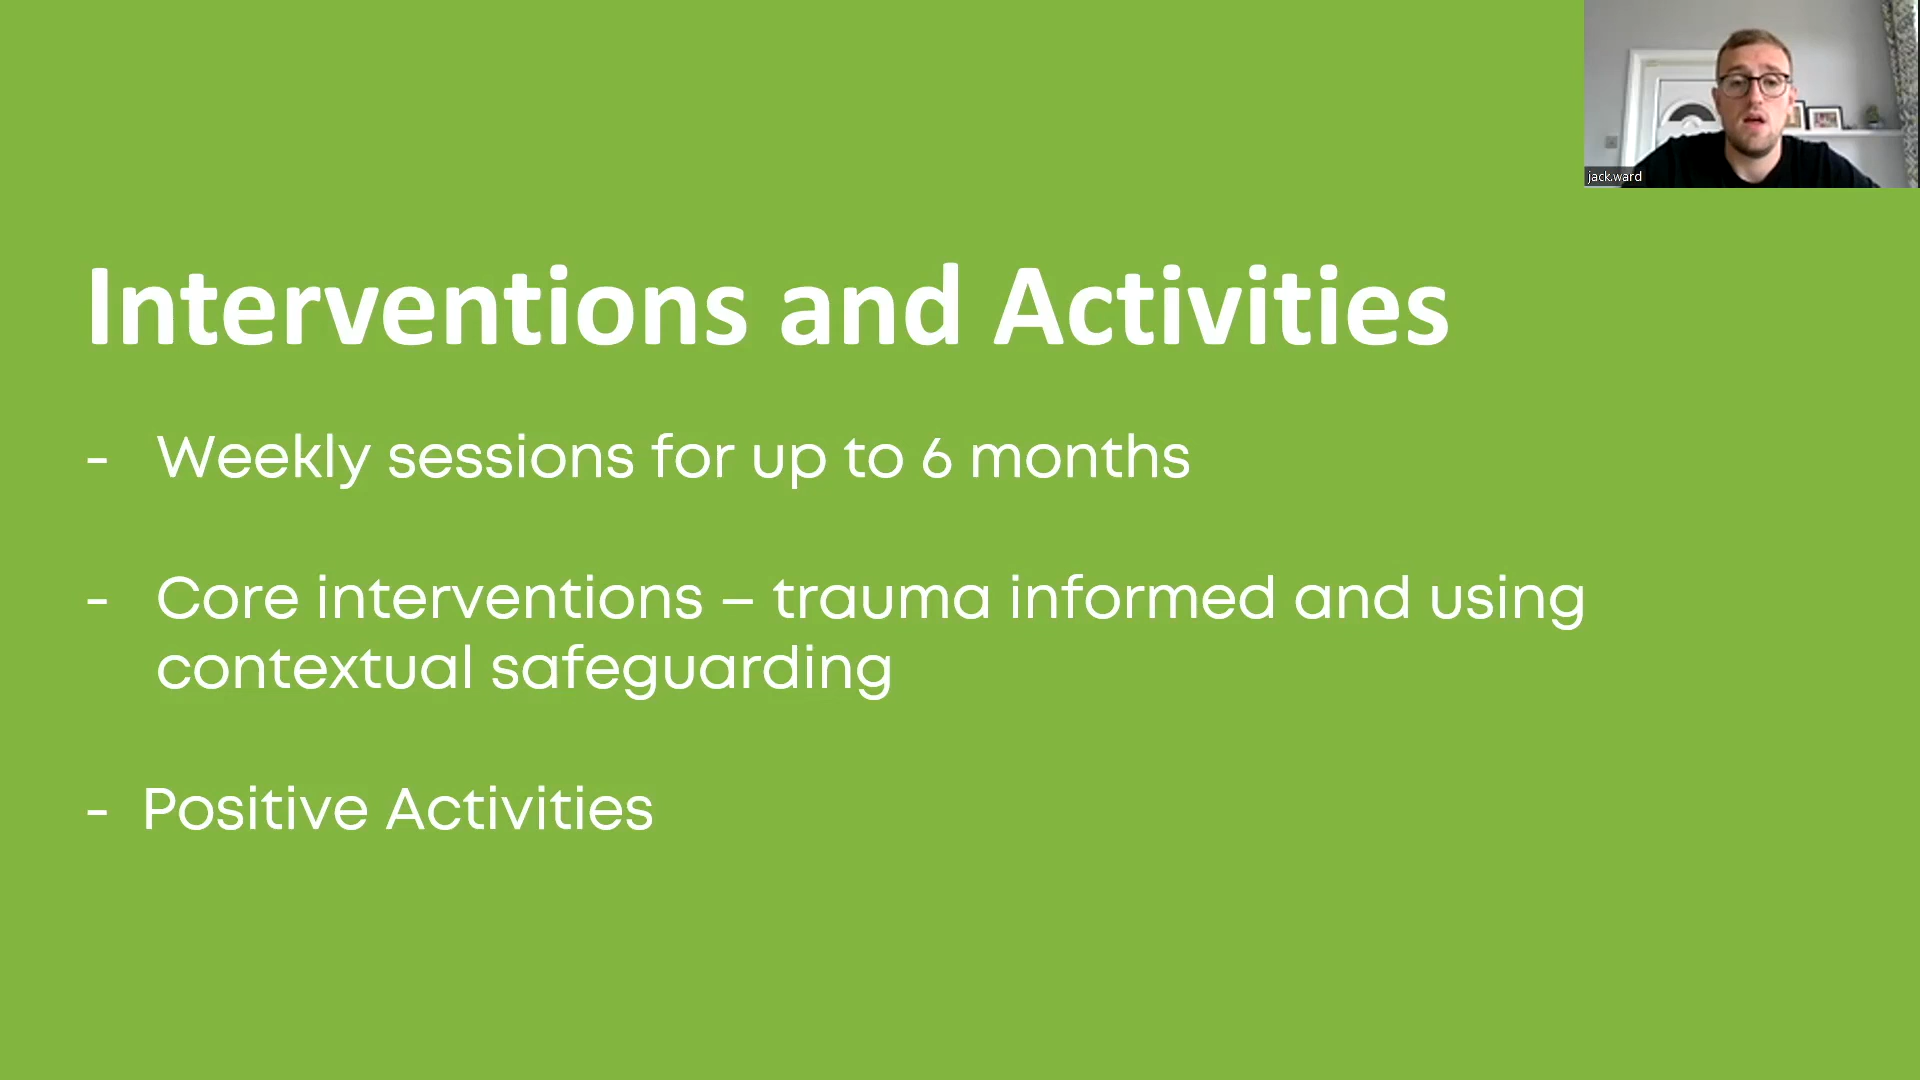 jack.ward
Interventions and Activities
- Weekly sessions for up to 6 months
- Core interventions – trauma informed and using
contextual safeguarding
- Positive Activities